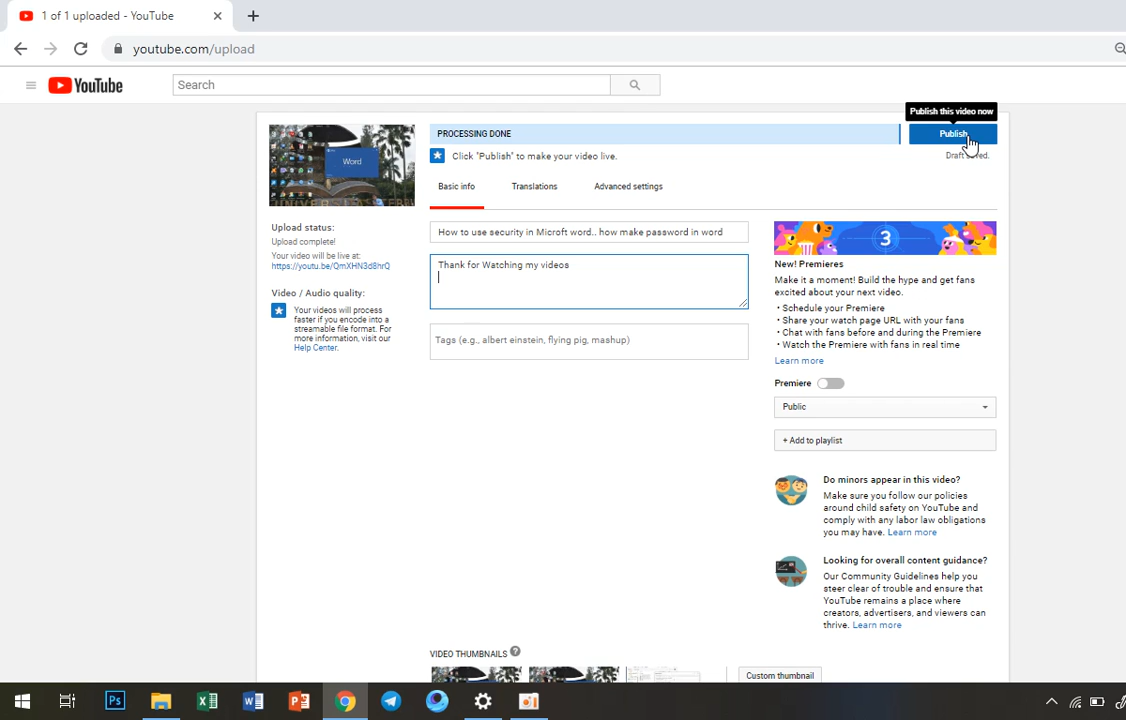 1 of 1 uploaded - YouTube
youtube.com/upload
YouTube
Search
Publish this video now
PROCESSING DONE
Publish
Click "Publish" to make your video live.
Draft saved.
Word
Basic info
Translations
Advanced settings
Upload status:
Upload complete!
Your video will be live at:
https://youtu.be/QmXHN3d8hrQ
Video / Audio quality:
Your videos will process
faster if you encode into a
streamable file format. For
more information, visit our
Help Center.
How to use security in Microft word.. how make password in word
Thank for Watching my videos
Tags (e.g., albert einstein, flying pig, mashup)
3
New! Premieres
Make it a moment! Build the hype and get fans
excited about your next video.
• Schedule your Premiere
• Share your watch page URL with your fans
• Chat with fans before and during the Premiere
• Watch the Premiere with fans in real time
Learn more
Premiere
Public
+ Add to playlist
Do minors appear in this video?
Make sure you follow our policies
around child safety on YouTube and
comply with any labor law obligations
you may have. Learn more
Looking for overall content guidance?
Our Community Guidelines help you
steer clear of trouble and ensure that
YouTube remains a place where
creators, advertisers, and viewers can
thrive. Learn more
VIDEO THUMBNAILS ?
Custom thumbnail
Ps